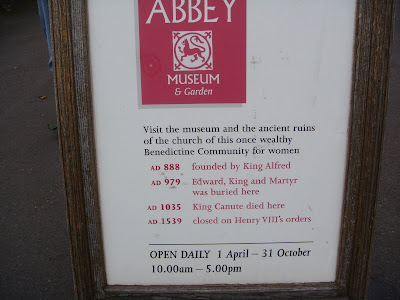 ABBEY
MUSEUM
& Garden
Visit the museum and the ancient ruins
of the church of this once wealthy
Benedictine Community for women
AD 888 founded by King Alfred
AD 979 Edward, King and Martyr
was buried here
AD 1035 King Canute died here
AD 1539 closed on Henry VIII's orders
OPEN DAILY 1 April – 31 October
10.00am – 5.00pm